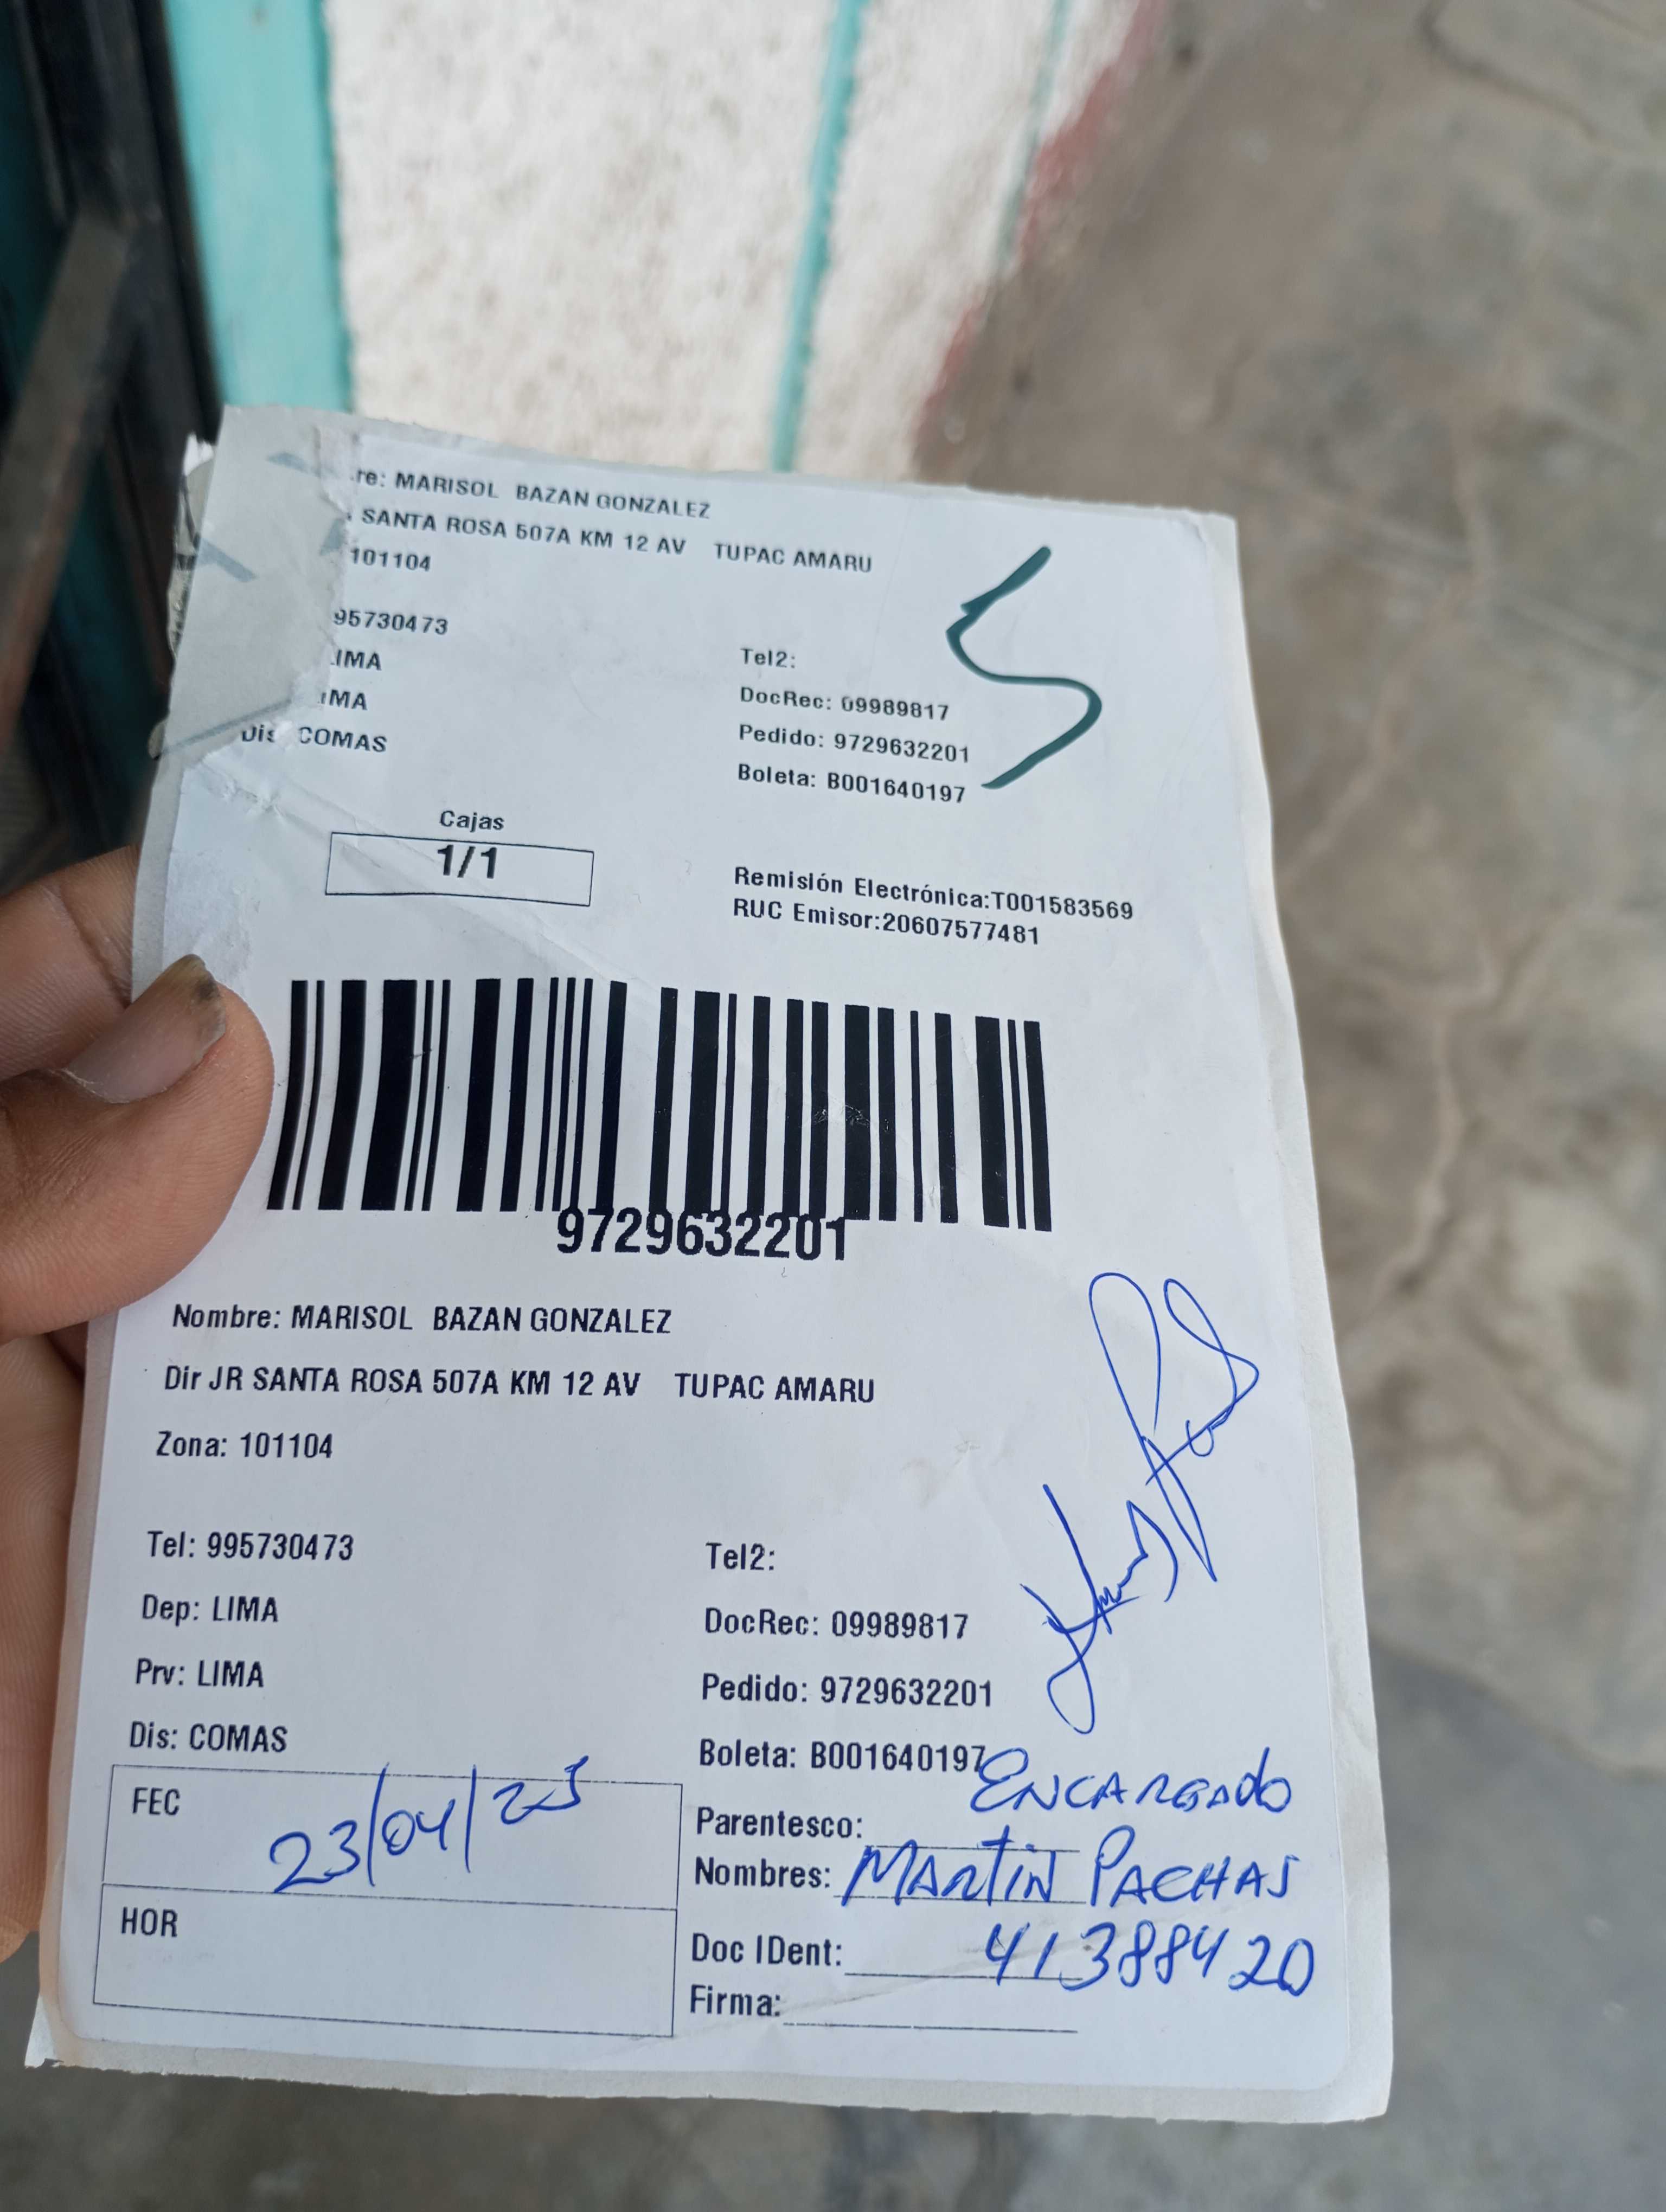 re: MARISOL BAZAN GONZALEZ
SANTA ROSA 507A KM 12 AV TUPAC AMARU
101104
95730473
IMA
Tel2:
MA
DocRec: 09989817
Dis COMAS
Pedido: 9729632201
Boleta: B001640197
Cajas
1/1
Remisión Electrónica:T001583569
RUC Emisor:20607577481
9729632201
Nombre: MARISOL BAZAN GONZALEZ
Dir JR SANTA ROSA 507A KM 12 AV TUPAC AMARU
Zona: 101104
Tel: 995730473
Tel2:
Dep: LIMA
DocRec: 09989817
Prv: LIMA
Pedido: 9729632201
Dis: COMAS
Boleta: B001640197
FEC 23/04/25
Parentesco: ENCARGADO
Nombres: MARTIN PACHAS
HOR
Doc IDent: 41388420
Firma: